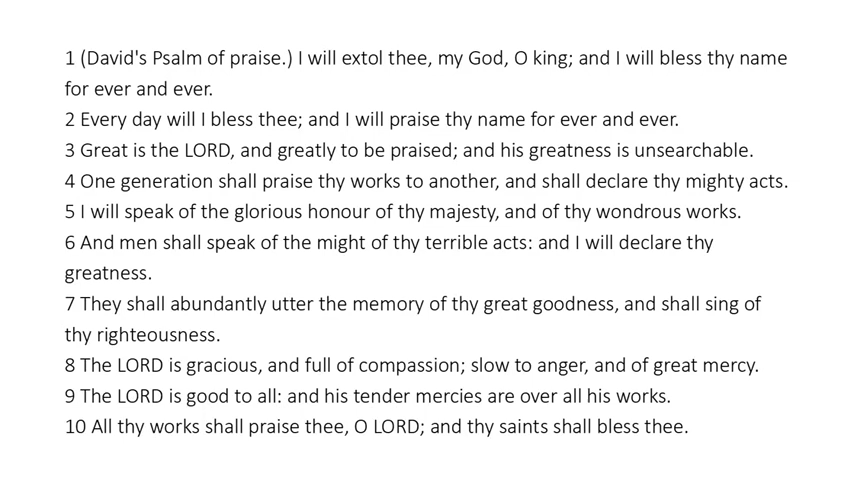 1 (David's Psalm of praise.) I will extol thee, my God, O king; and I will bless thy name
for ever and ever.
2 Every day will I bless thee; and I will praise thy name for ever and ever.
3 Great is the LORD, and greatly to be praised; and his greatness is unsearchable.
4 One generation shall praise thy works to another, and shall declare thy mighty acts.
5 I will speak of the glorious honour of thy majesty, and of thy wondrous works.
6 And men shall speak of the might of thy terrible acts: and I will declare thy
greatness.
7 They shall abundantly utter the memory of thy great goodness, and shall sing of
thy righteousness.
8 The LORD is gracious, and full of compassion; slow to anger, and of great mercy.
9 The LORD is good to all: and his tender mercies are over all his works.
10 All thy works shall praise thee, O LORD; and thy saints shall bless thee.